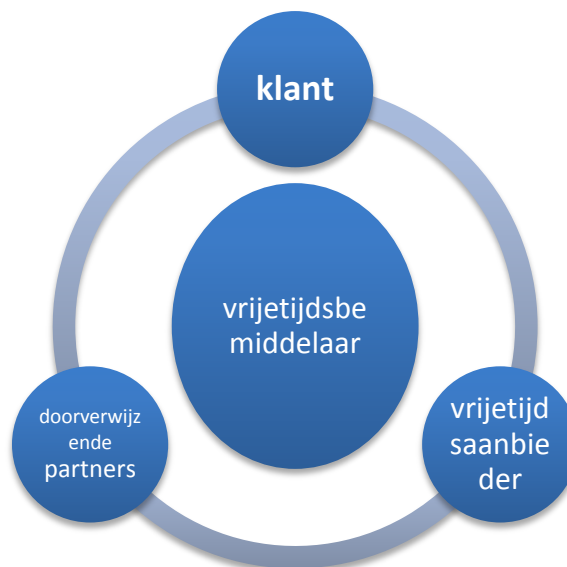 klant
vrijetijdsbe
middelaar
doorverwijz
ende
partners
vrijetijd
saanbie
der